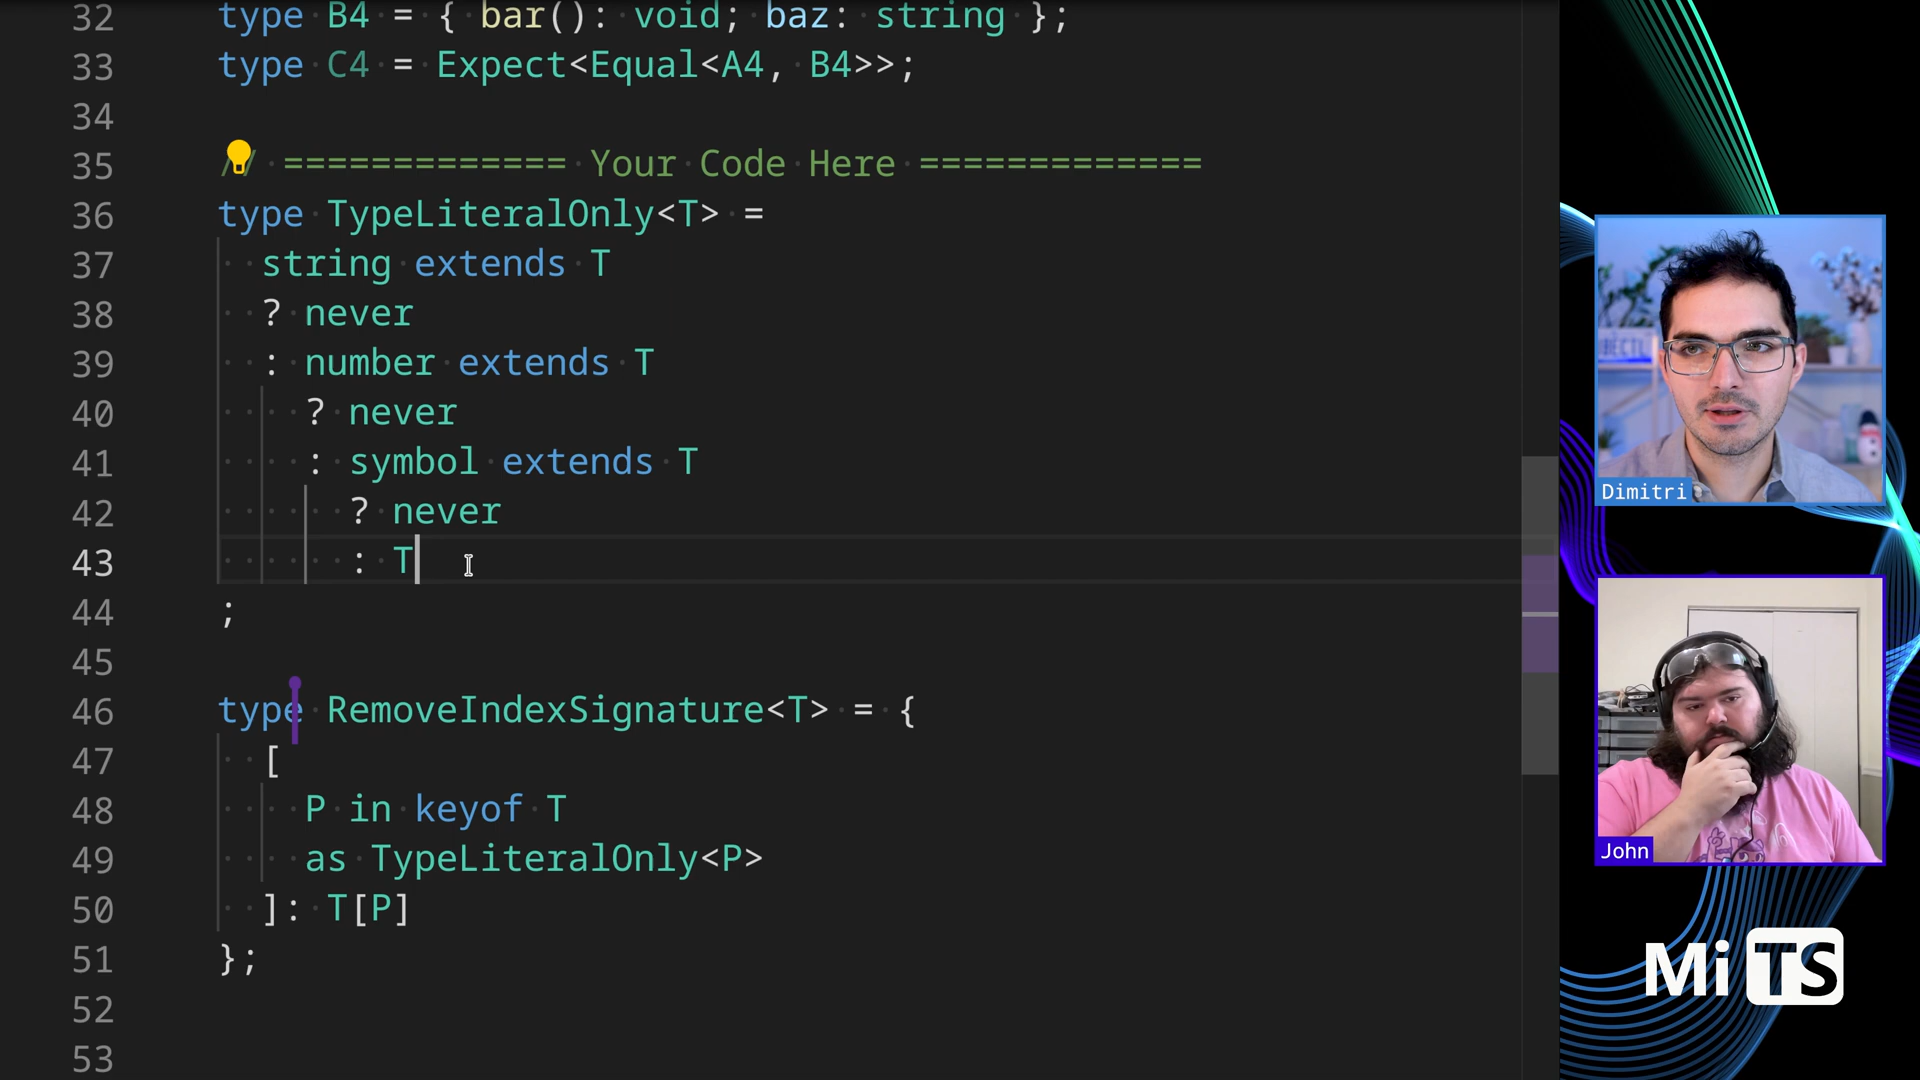 32 type B4 = { bar(): void; baz: string };
33 type C4 = Expect<Equal<A4, B4>>;
34
35 // ============= Your Code Here =============
36 type TypeLiteralOnly<T> =
37 string extends T
38 ? never
39 : number extends T
40 ? never
41 : symbol extends T
42 ? never
43 : T
44 ;
45
46 type RemoveIndexSignature<T> = {
47 [
48 P in keyof T
49 as TypeLiteralOnly<P>
50 ]: T[P]
51 };
52
53
Dimitri
John
Mi TS